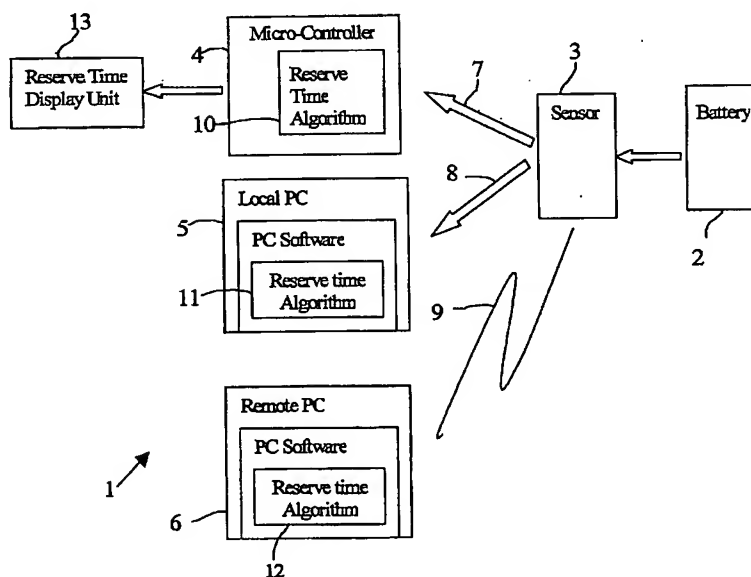 13
Reserve Time
Display Unit
4
Micro-Controller
Reserve
Time
Algorithm
10
7
3
Sensor
Battery
2
8
5
Local PC
PC Software
Reserve time
Algorithm
11
9
Remote PC
PC Software
Reserve time
Algorithm
1
6
12